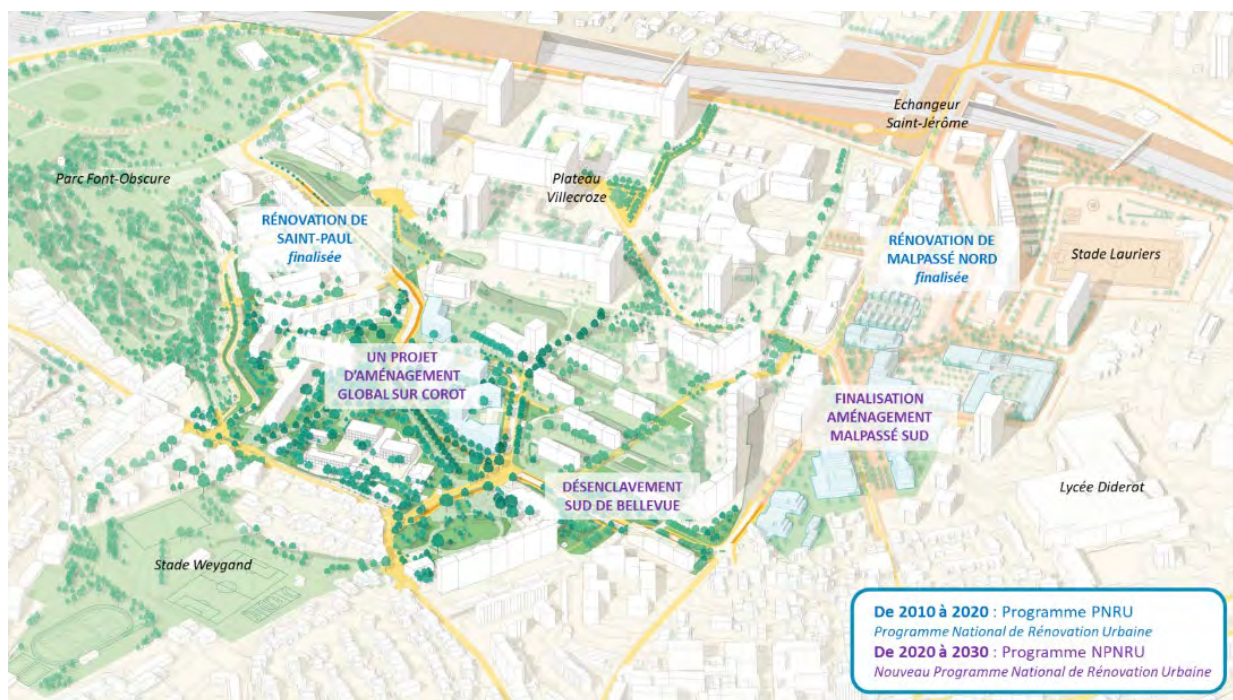 Echangeur
Saint-Jérôme
Parc Font-Obscure
Plateau
Villecroze
RÉNOVATION DE
SAINT-PAUL
finalisée
RÉNOVATION DE
MALPASSÉ NORD
finalisée
Stade Lauriers
UN PROJET
D'AMÉNAGEMENT
GLOBAL SUR COROT
FINALISATION
AMÉNAGEMENT
MALPASSÉ SUD
DÉSENCLAVEMENT
SUD DE BELLEVUE
Lycée Diderot
Stade Weygand
De 2010 à 2020 : Programme PNRU
Programme National de Rénovation Urbaine
De 2020 à 2030 : Programme NPNRU
Nouveau Programme National de Rénovation Urbaine